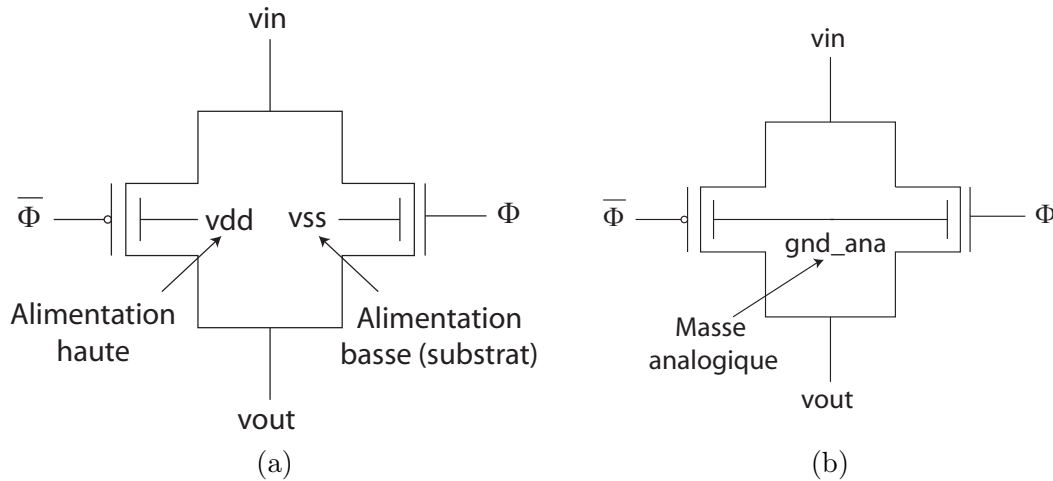 vin
Φ̅
vdd
vss
Φ
Alimentation
haute
Alimentation
basse (substrat)
vout
(a)
vin
Φ̅
gnd_ana
Φ
Masse
analogique
vout
(b)